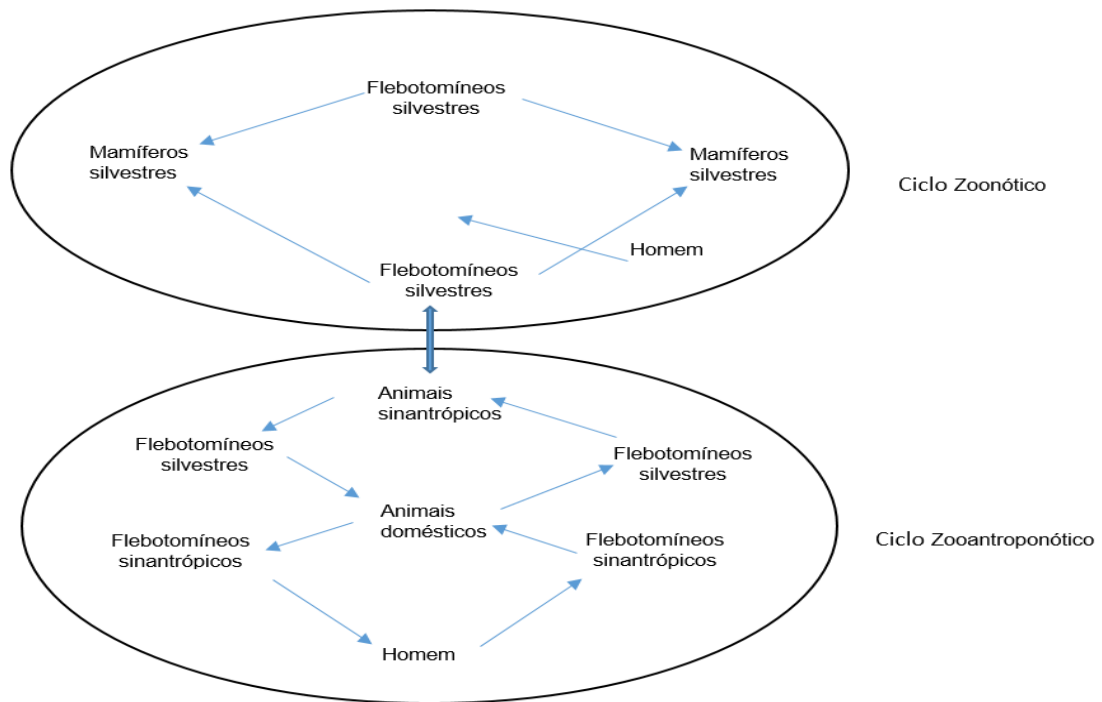 Flebotomíneos
silvestres
Mamíferos
silvestres
Mamíferos
silvestres
Ciclo Zoonótico
Homem
Flebotomíneos
silvestres
Animais
sinantrópicos
Flebotomíneos
silvestres
Flebotomíneos
silvestres
Animais
domésticos
Flebotomíneos
sinantrópicos
Flebotomíneos
sinantrópicos
Ciclo Zooantroponótico
Homem